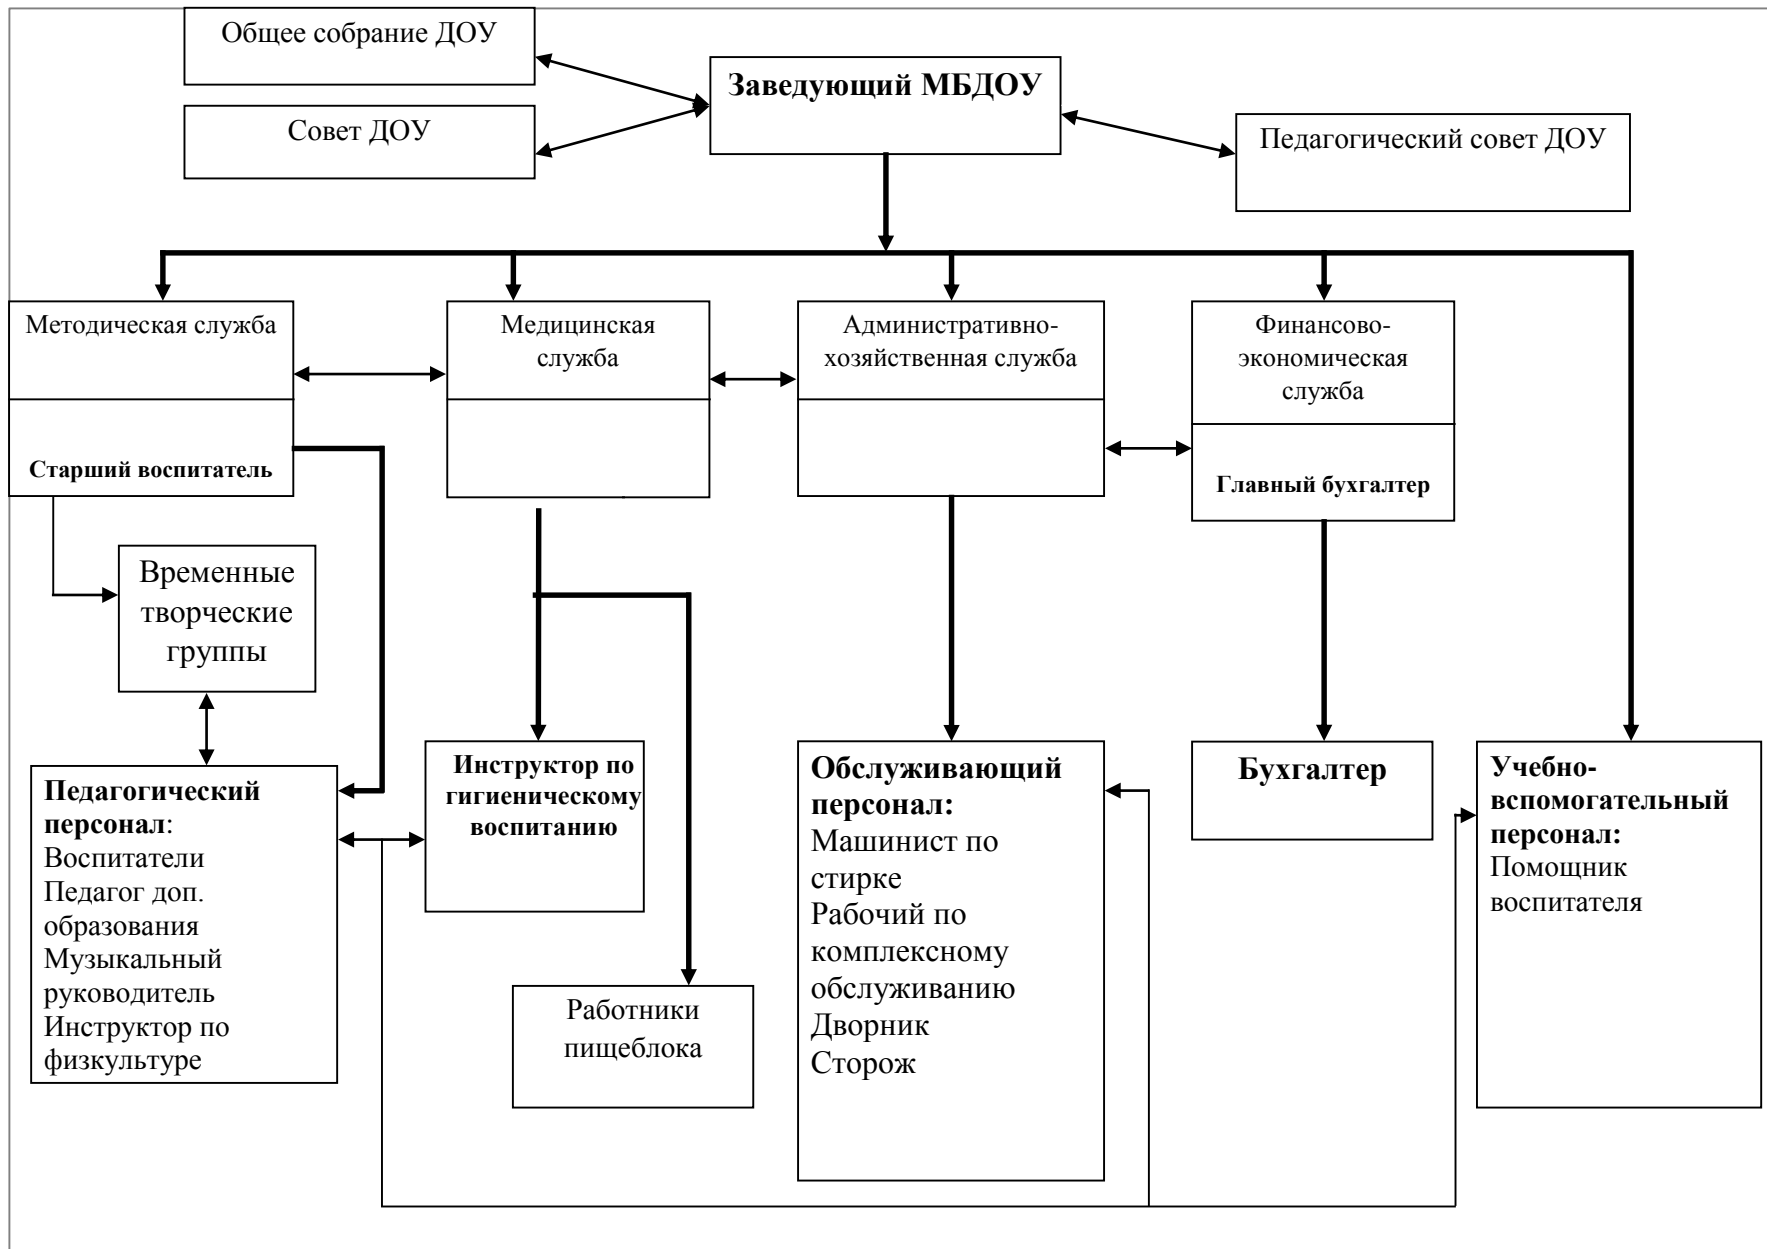 Общее собрание ДОУ
Заведующий МБДОУ
Совет ДОУ
Педагогический совет ДОУ
Методическая служба
Старший воспитатель
Медицинская
служба
Административно-
хозяйственная служба
Финансово-
экономическая
служба
Главный бухгалтер
Временные
творческие
группы
Педагогический
персонал:
Воспитатели
Педагог доп.
образования
Музыкальный
руководитель
Инструктор по
физкультуре
Инструктор по
гигиеническому
воспитанию
Работники
пищеблока
Обслуживающий
персонал:
Машинист по
стирке
Рабочий по
комплексному
обслуживанию
Дворник
Сторож
Бухгалтер
Учебно-
вспомогательный
персонал:
Помощник
воспитателя